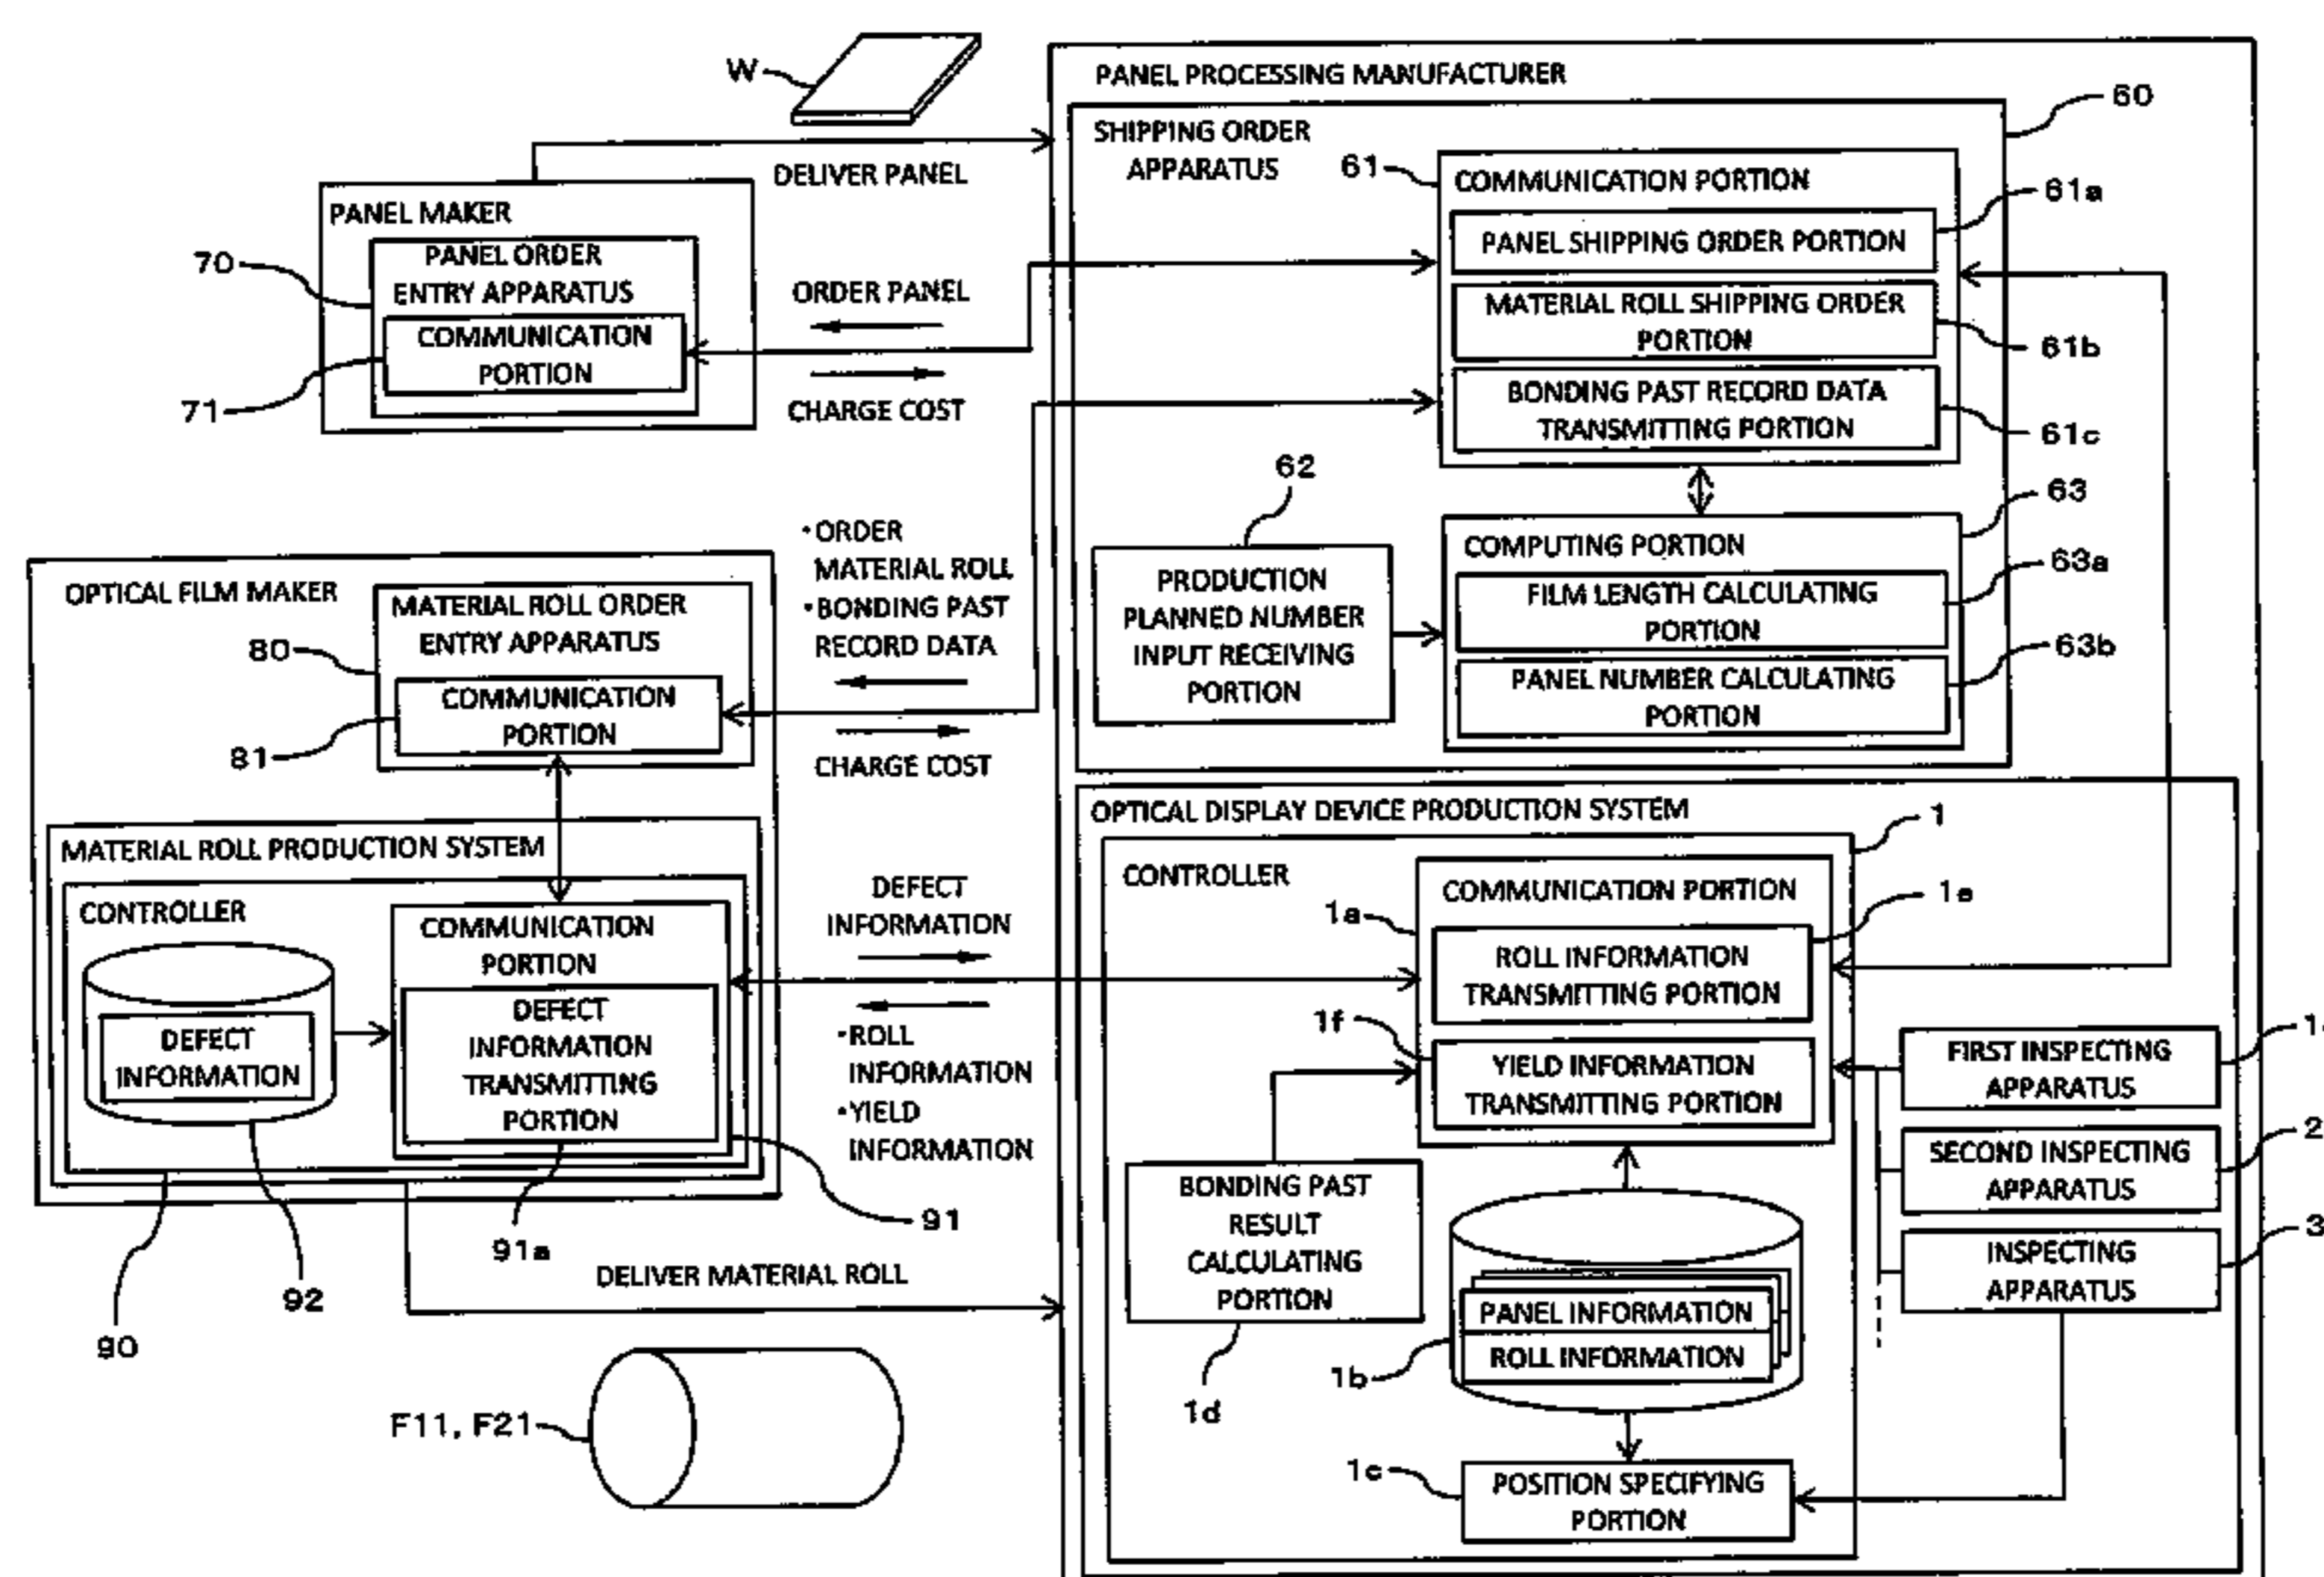 W
DELIVER PANEL
PANEL MAKER
PANEL ORDER
ENTRY APPARATUS
COMMUNICATION
PORTION
70
71
ORDER PANEL
CHARGE COST
PANEL PROCESSING MANUFACTURER
SHIPPING ORDER
APPARATUS
60
61
COMMUNICATION PORTION
PANEL SHIPPING ORDER PORTION
61a
MATERIAL ROLL SHIPPING ORDER
PORTION
61b
BONDING PAST RECORD DATA
TRANSMITTING PORTION
61c
62
PRODUCTION
PLANNED NUMBER
INPUT RECEIVING
PORTION
63
COMPUTING PORTION
FILM LENGTH CALCULATING
PORTION
63a
PANEL NUMBER CALCULATING
PORTION
63b
OPTICAL FILM MAKER
MATERIAL ROLL ORDER
ENTRY APPARATUS
80
COMMUNICATION
PORTION
81
•ORDER
MATERIAL ROLL
•BONDING PAST
RECORD DATA
CHARGE COST
MATERIAL ROLL PRODUCTION SYSTEM
CONTROLLER
DEFECT
INFORMATION
COMMUNICATION
PORTION
DEFECT
INFORMATION
TRANSMITTING
PORTION
90
92
91a
91
DEFECT
INFORMATION
•ROLL
INFORMATION
•YIELD
INFORMATION
DELIVER MATERIAL ROLL
F11, F21
OPTICAL DISPLAY DEVICE PRODUCTION SYSTEM
1
CONTROLLER
COMMUNICATION PORTION
1a
1e
ROLL INFORMATION
TRANSMITTING PORTION
1f
YIELD INFORMATION
TRANSMITTING PORTION
BONDING PAST
RESULT
CALCULATING
PORTION
1d
PANEL INFORMATION
ROLL INFORMATION
1b
1c
POSITION SPECIFYING
PORTION
FIRST INSPECTING
APPARATUS
SECOND INSPECTING
APPARATUS
INSPECTING
APPARATUS